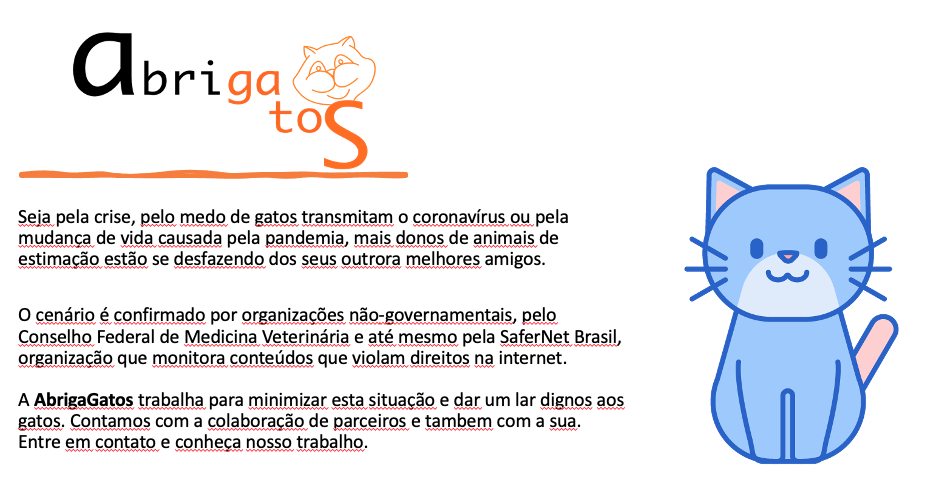 abriga
toS
Seja pela crise, pelo medo de gatos transmitam o coronavírus ou pela
mudança de vida causada pela pandemia, mais donos de animais de
estimação estão se desfazendo dos seus outrora melhores amigos.
O cenário é confirmado por organizações não-governamentais, pelo
Conselho Federal de Medicina Veterinária e até mesmo pela SaferNet Brasil,
organização que monitora conteúdos que violam direitos na internet.
A AbrigaGatos trabalha para minimizar esta situação e dar um lar dignos aos
gatos. Contamos com a colaboração de parceiros e tambem com a sua.
Entre em contato e conheça nosso trabalho.